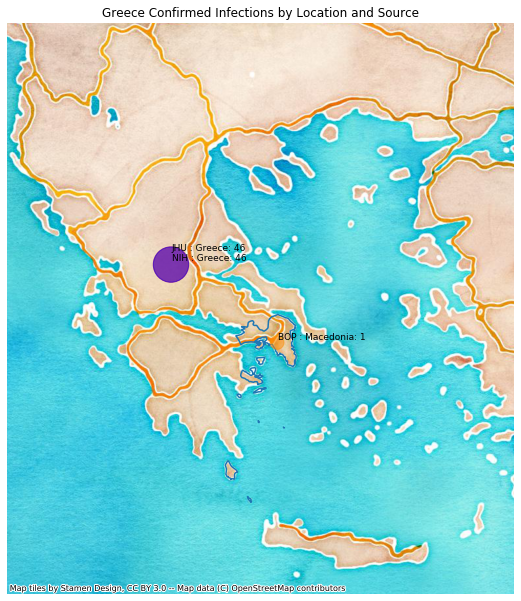 Greece Confirmed Infections by Location and Source
JHU : Greece: 46
NIH : Greece: 46
BOP : Macedonia: 1
Map tiles by Stamen Design, CC BY 3.0 -- Map data (C) OpenStreetMap contributors